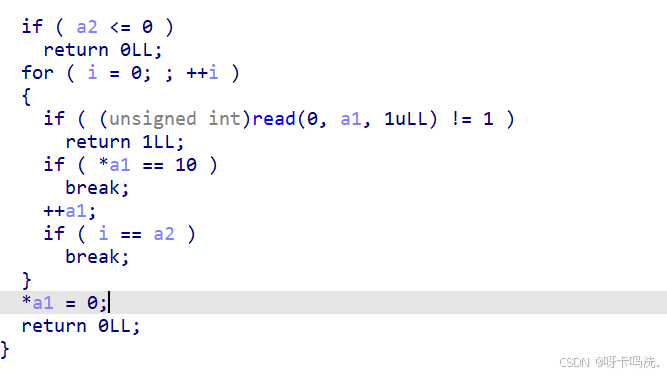 if ( a2 <= 0 )
return 0LL;
for ( i = 0; ; ++i )
{
if ( (unsigned int)read(0, a1, 1uLL) != 1 )
return 1LL;
if ( *a1 == 10 )
break;
++a1;
if ( i == a2 )
break;
}
*a1 = 0;
return 0LL;
}
CSDN @呀卡呜洗.